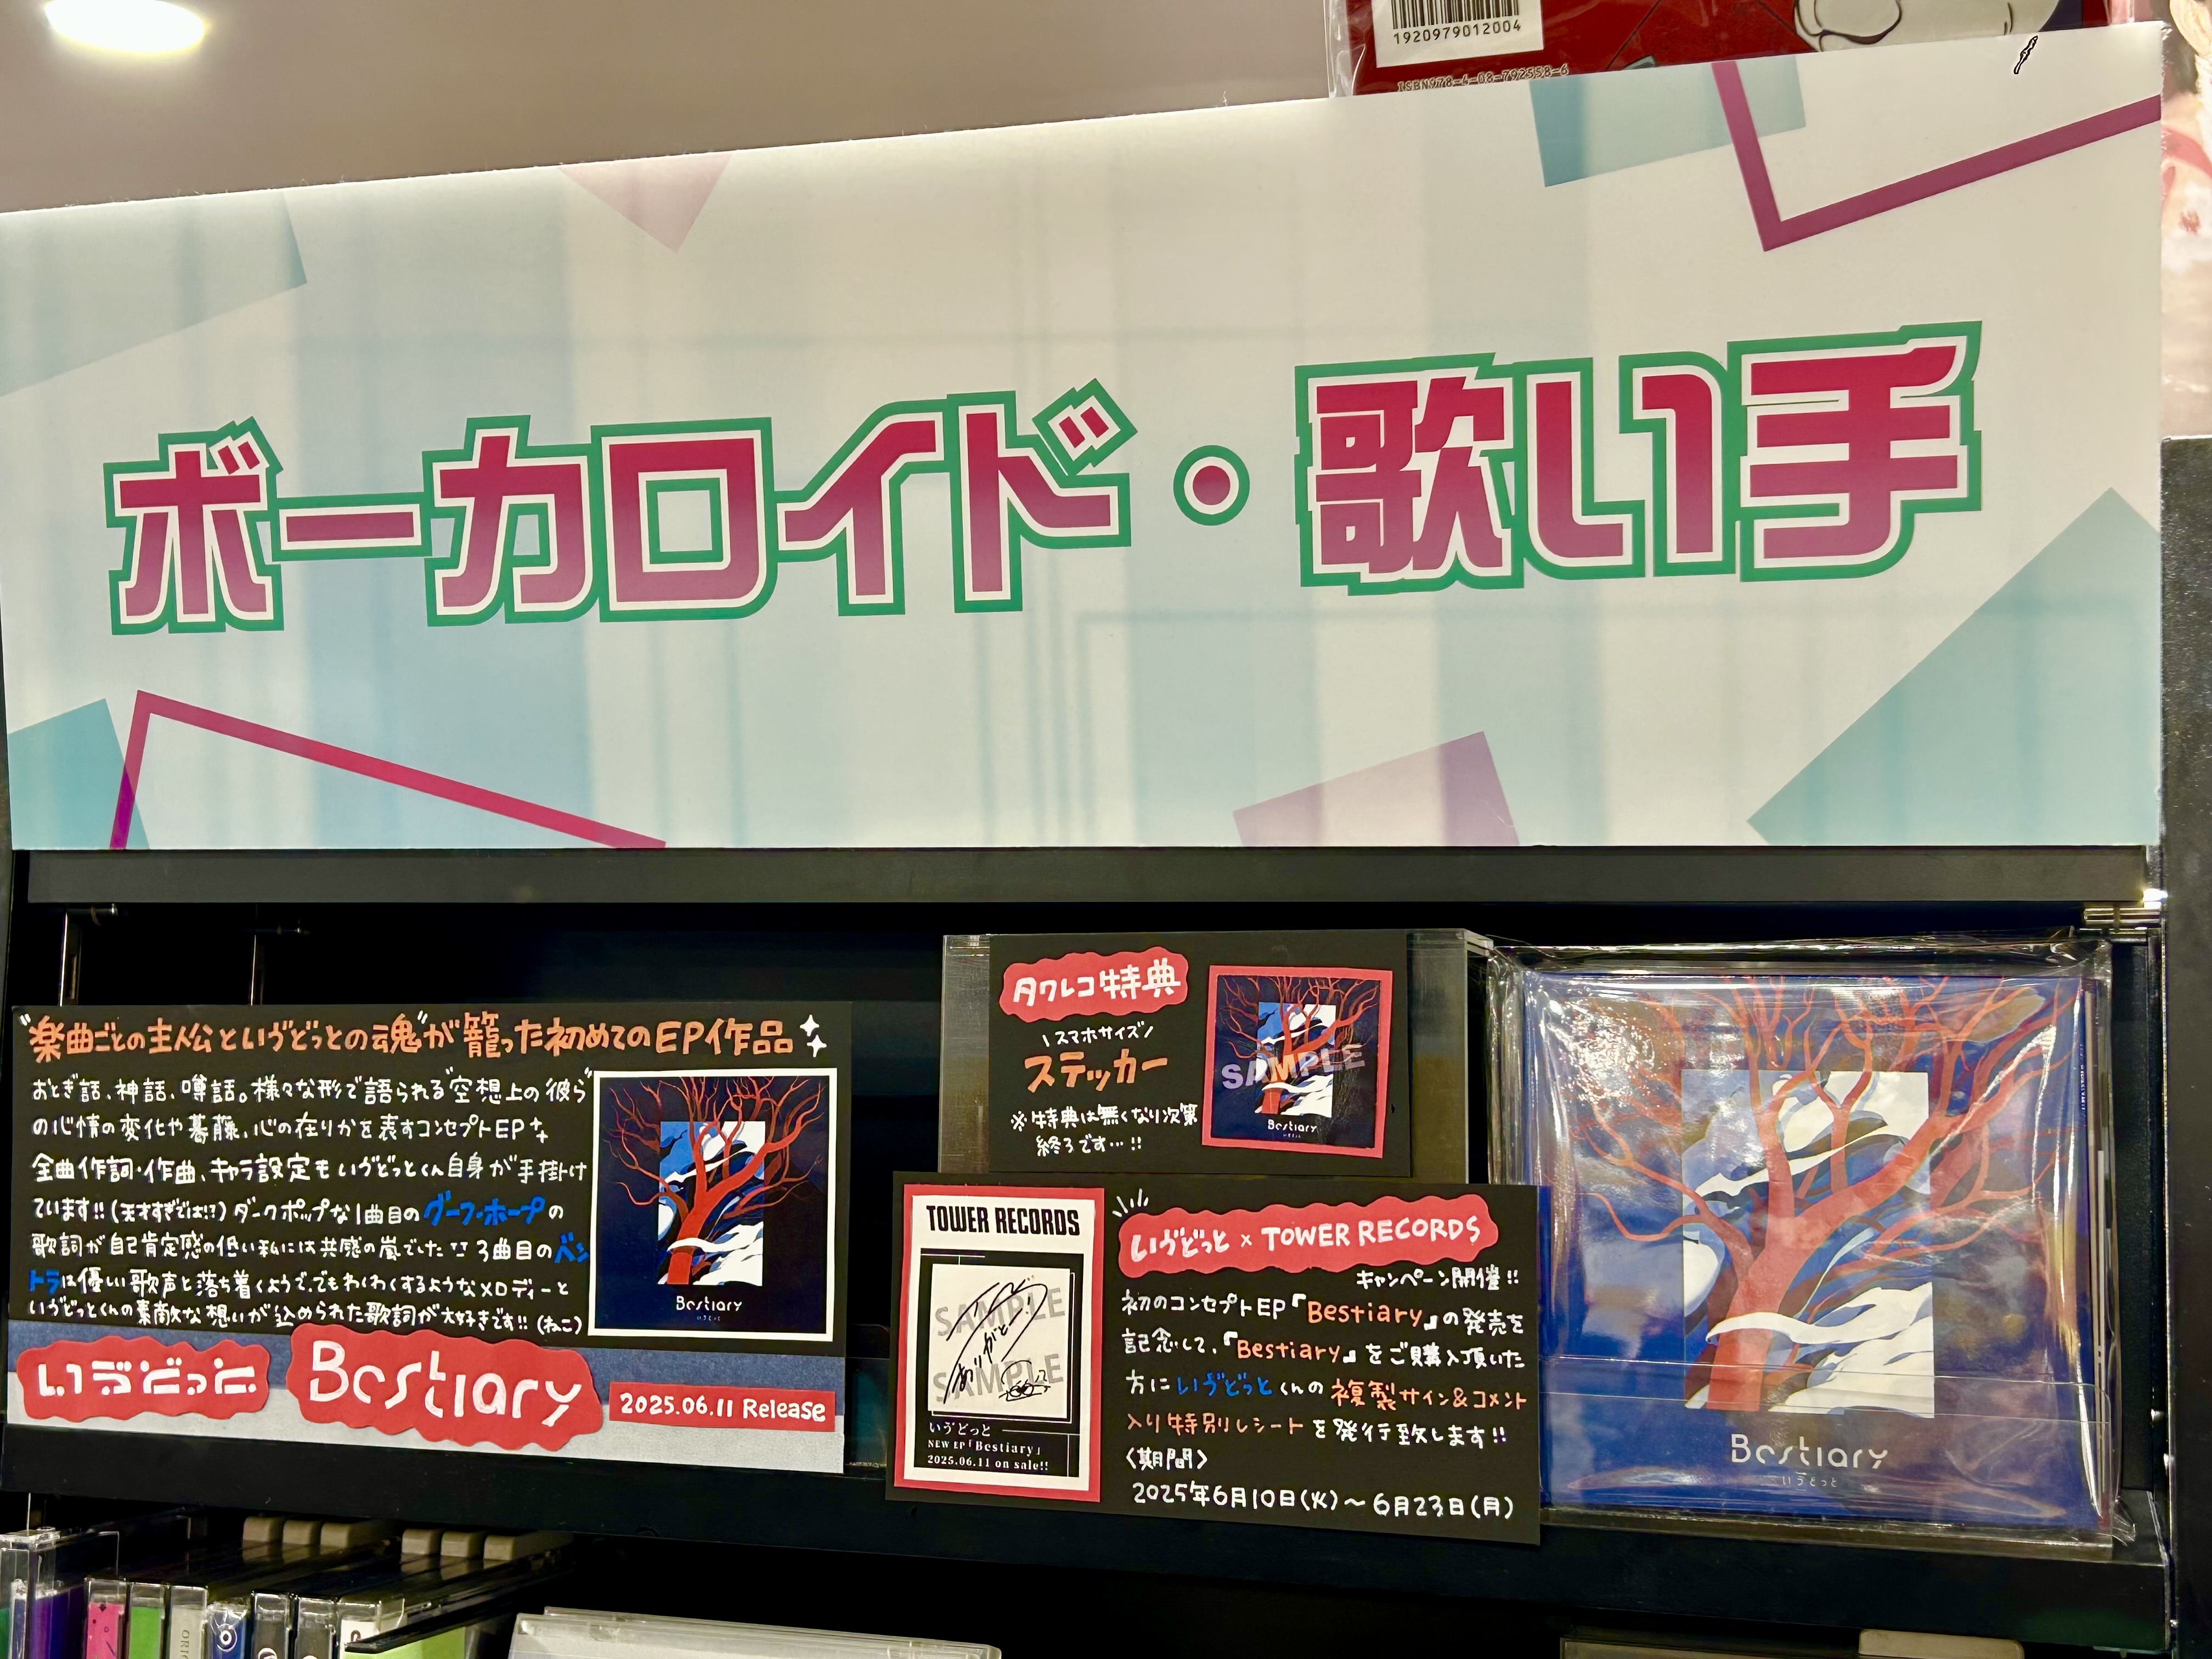 1920979012004
ISBN978-4-08-792558-6
ボーカロイド・歌い手
"楽曲ごとの主人公といゔどっとの魂"が籠った初めてのEP作品
おとぎ話、神話、噂話。様々な形で語られる"空想上の彼ら"
の心情の変化や葛藤、心の在りかを表すコンセプトEP
全曲作詞・作曲、キャラ設定もいゔどっとくん自身が手掛け
ています!!(天才すぎでは!?)ダークポップな1曲目のグーフ・ホープの
歌詞が自己肯定感の低い私には共感の嵐でした 3曲目のバン
トラは優しい歌声と落ち着くようで、でもわくわくするようなメロディーと
いゔどっとくんの素敵な想いが込められた歌詞が大好きです!!(ねこ)
Bestiary
いゔどっと
いゔどっと
Bestiary
2025.06.11 Release
タワレコ特典
\スマホサイズ/
ステッカー
※特典は無くなり次第
終了です…!!
SAMPLE
Bestiary
TOWER RECORDS
SAMPLE
ありがとう
SAMPLE
いゔどっと
NEW EP「Bestiary」
2025.06.11 on sale!!
いゔどっと×TOWER RECORDS
キャンペーン開催!!
初のコンセプトEP『Bestiary』の発売を
記念して、『Bestiary』をご購入頂いた
方にいゔどっとくんの複製サイン&コメント
入り特別レシートを発行致します!!
〈期間〉
2025年6月10日(火)〜6月23日(月)
Bestiary
いゔどっと